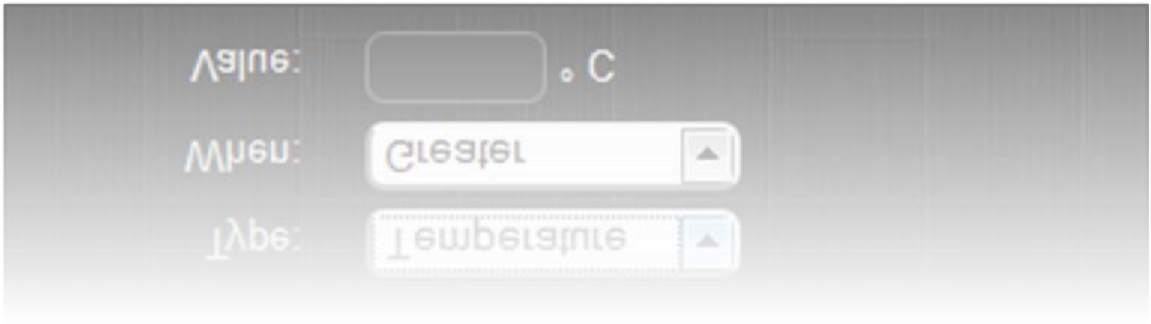 Value: ° C
When: Greater
Type: Temperature